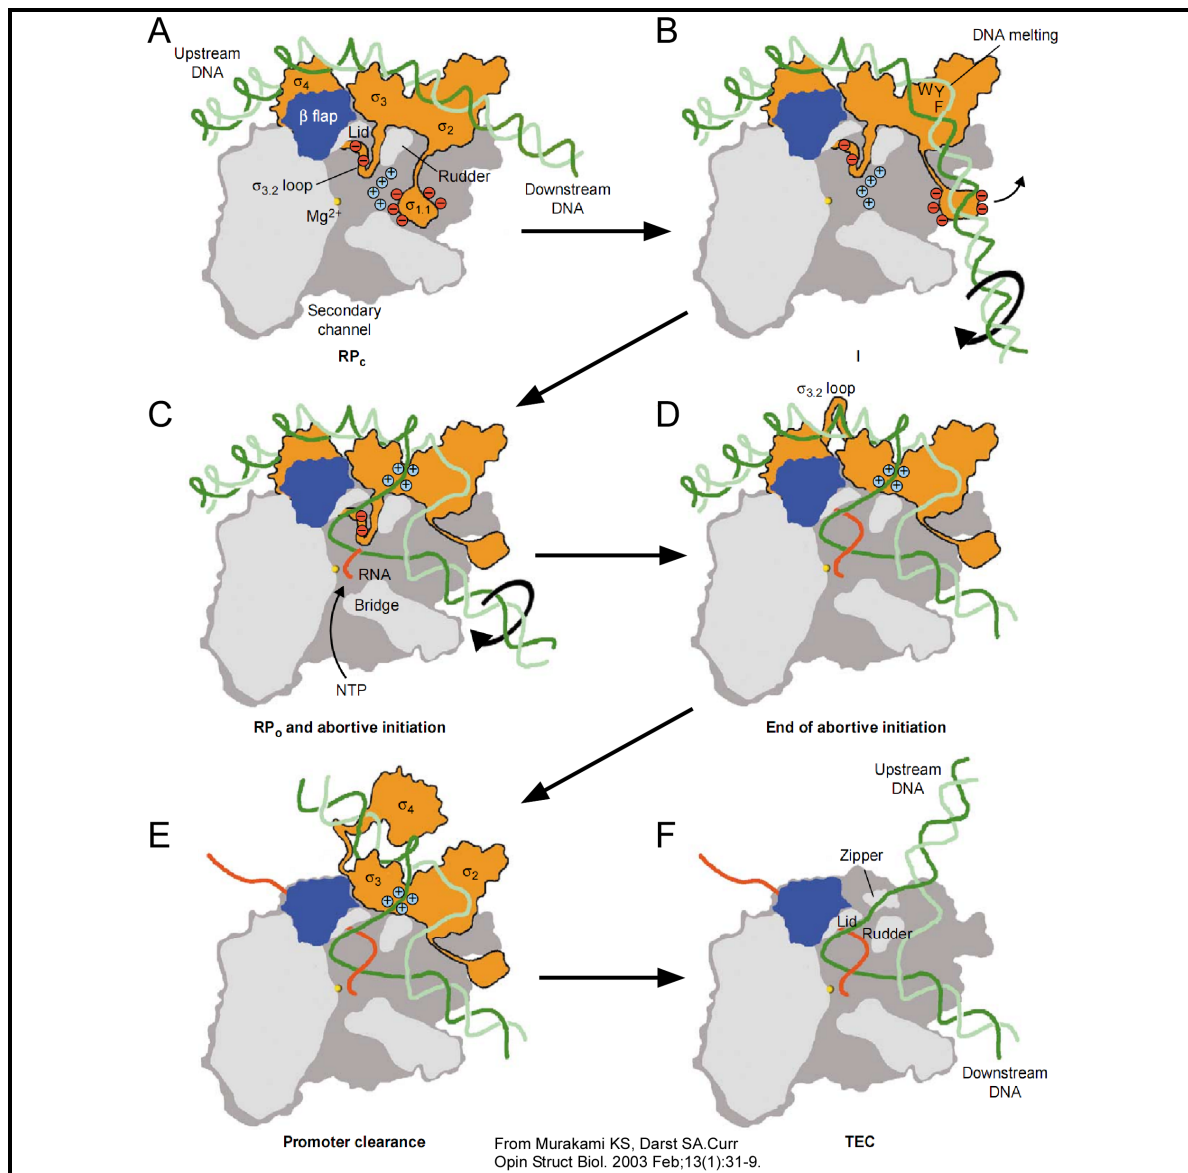 A
Upstream
DNA
σ4
σ3
σ2
β flap
Lid
σ3.2 loop
Rudder
Mg2+
σ1.1
Downstream
DNA
Secondary
channel
RPc
B
DNA melting
W Y
F
I
C
RNA
Bridge
NTP
RPo and abortive initiation
D
σ3.2 loop
End of abortive initiation
E
σ4
σ3
σ2
Promoter clearance
F
Upstream
DNA
Zipper
Lid
Rudder
Downstream
DNA
TEC
From Murakami KS, Darst SA.Curr
Opin Struct Biol. 2003 Feb;13(1):31-9.